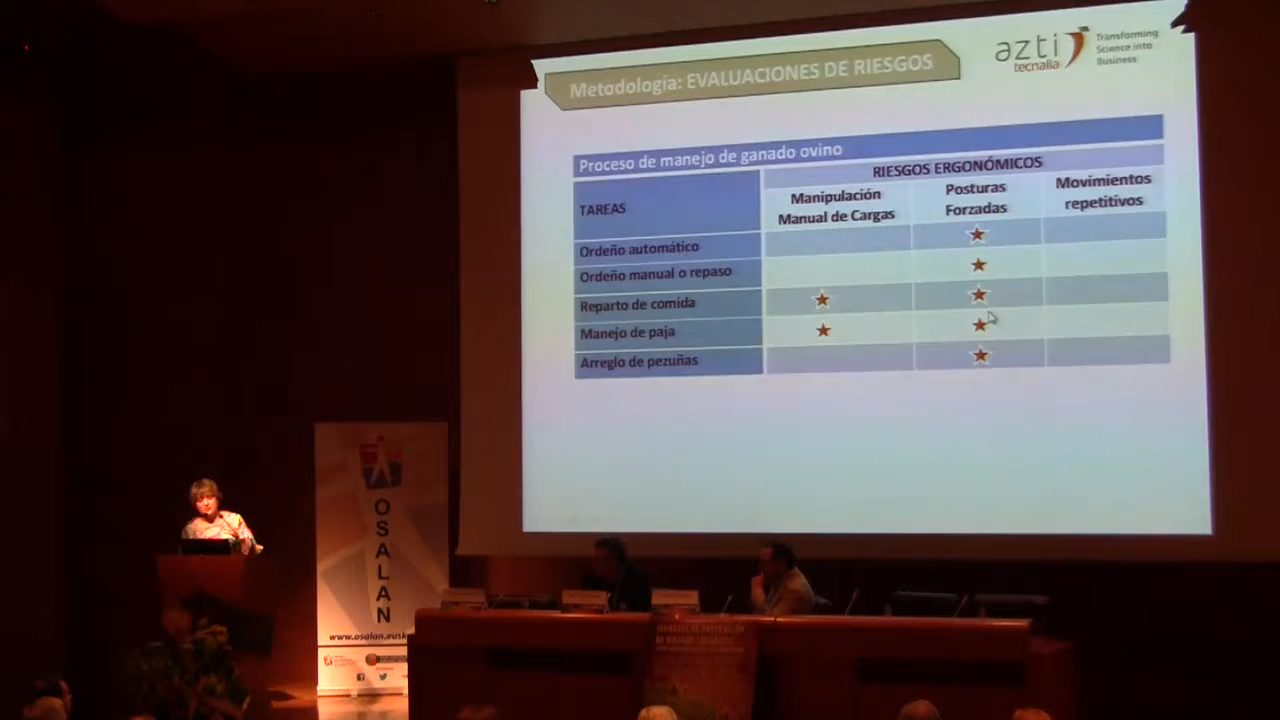 Metodología: EVALUACIONES DE RIESGOS
azti
tecnalia
Transforming
Science into
Business
Proceso de manejo de ganado ovino
TAREAS
RIESGOS ERGONÓMICOS
Manipulación
Manual de Cargas
Posturas
Forzadas
Movimientos
repetitivos
Ordeño automático
Ordeño manual o repaso
Reparto de comida
Manejo de paja
Arreglo de pezuñas
OSALAN
www.osalan.eusk